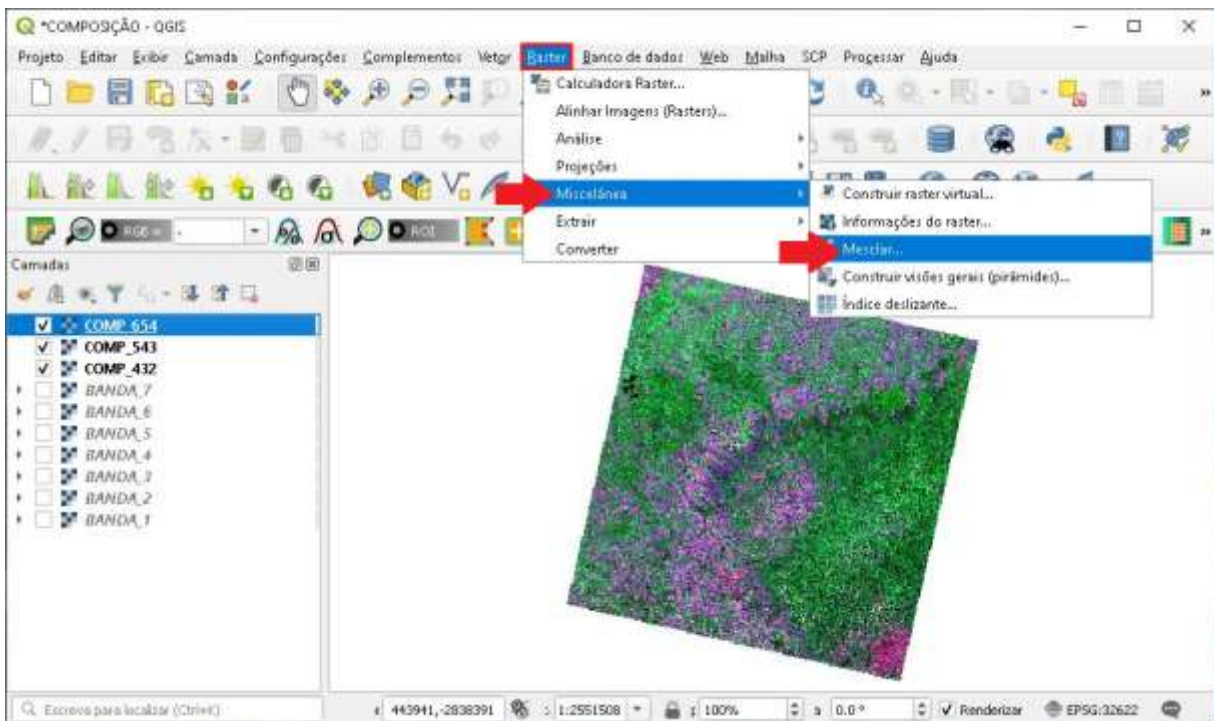 *COMPOSIÇÃO - QGIS
Projeto Editar Exibir Camada Configurações Complementos Vetor Raster Banco de dados Web Malha SCP Processar Ajuda
Calculadora Raster...
Alinhar Imagens (Rasters)...
Análise
Projeções
Miscelânea
Construir raster virtual...
Extrair
Informações do raster...
Converter
Mesclar...
Construir visões gerais (pirâmides)...
Índice deslizante...
RGB =
ROI
Camadas
COMP_654
COMP_543
COMP_432
BANDA_7
BANDA_6
BANDA_5
BANDA_4
BANDA_3
BANDA_2
BANDA_1
Escreva para localizar (Ctrl+K)
443941,-2838391
1:2551508
100%
0.0 °
Renderizar
EPSG:32622